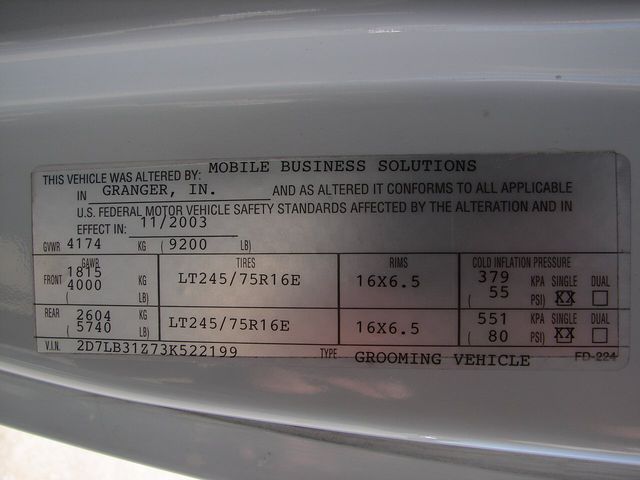 THIS VEHICLE WAS ALTERED BY: MOBILE BUSINESS SOLUTIONS
IN GRANGER, IN. AND AS ALTERED IT CONFORMS TO ALL APPLICABLE
U.S. FEDERAL MOTOR VEHICLE SAFETY STANDARDS AFFECTED BY THE ALTERATION AND IN
EFFECT IN: 11/2003
GVWR 4174 KG (9200 LB)
GAWR TIRES RIMS COLD INFLATION PRESSURE
FRONT 1815 KG LT245/75R16E 16X6.5 379 KPA SINGLE DUAL
( 4000 LB) ( 55 PSI) XX
REAR 2604 KG LT245/75R16E 16X6.5 551 KPA SINGLE DUAL
( 5740 LB) ( 80 PSI) XX
V.I.N. 2D7LB31Z73K522199 TYPE GROOMING VEHICLE FD-224